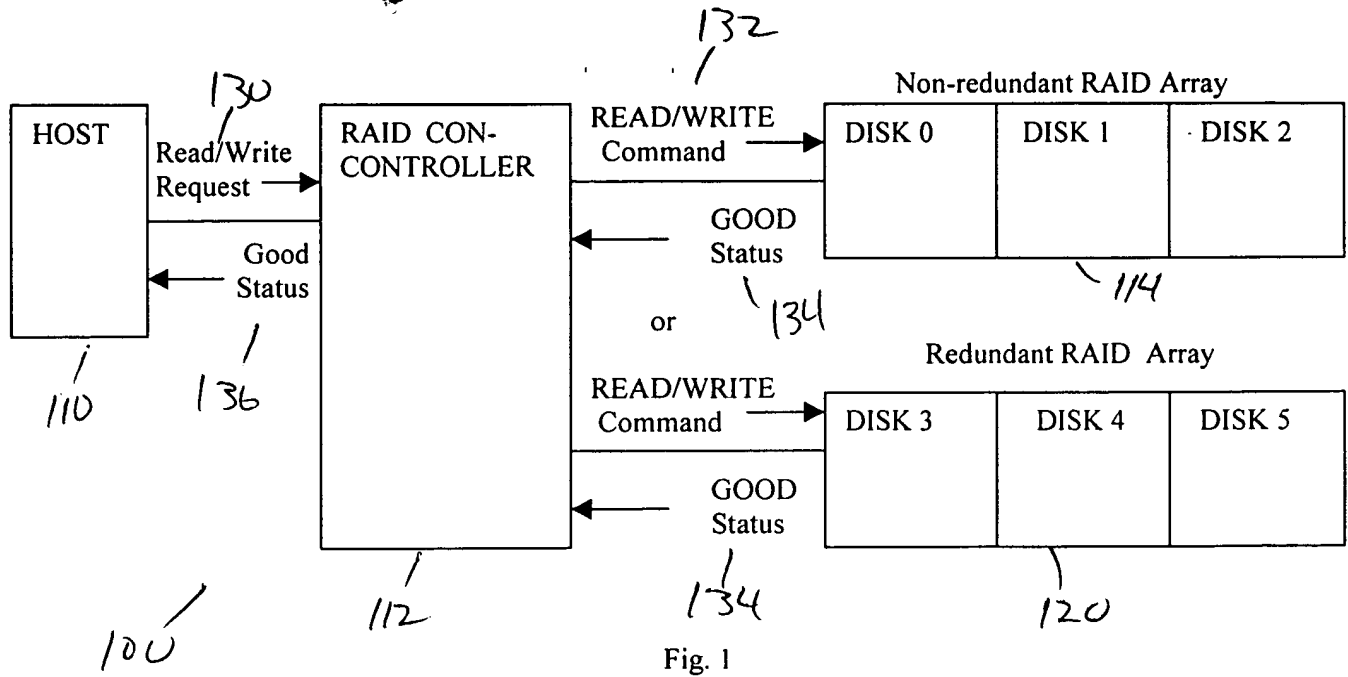 132
Non-redundant RAID Array
130
HOST
Read/Write
Request
RAID CON-
CONTROLLER
READ/WRITE
Command
DISK 0
DISK 1
DISK 2
Good
Status
GOOD
Status
114
134
or
Redundant RAID Array
110
136
READ/WRITE
Command
DISK 3
DISK 4
DISK 5
GOOD
Status
112
134
120
100
Fig. 1